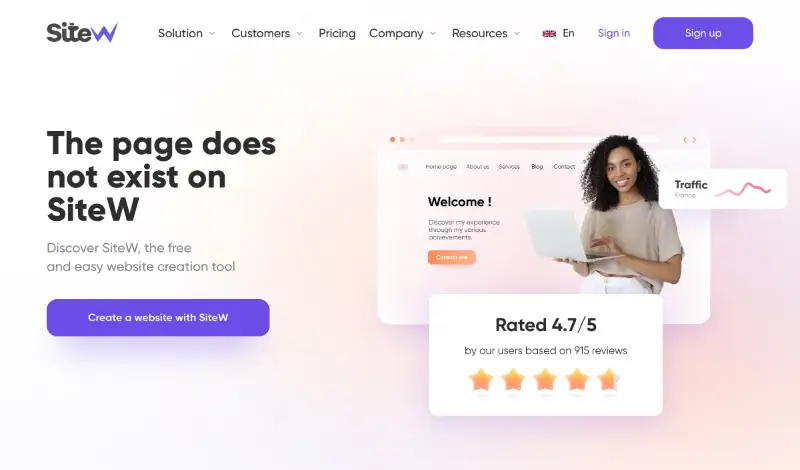 SiteW
Solution
Customers
Pricing
Company
Resources
En
Sign in
Sign up
The page does
not exist on
SiteW
Discover SiteW, the free
and easy website creation tool
Create a website with SiteW
Home page
About us
Services
Blog
Contact
Welcome !
Discover my experience
through my various
achievements.
Contact me
Traffic
France
Rated 4.7/5
by our users based on 915 reviews